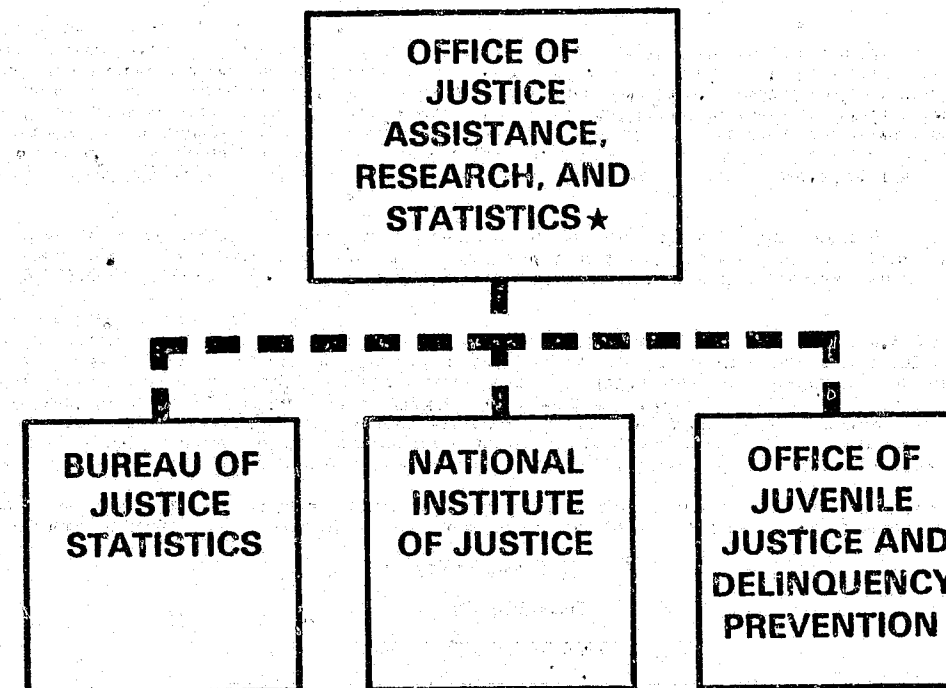 OFFICE OF
JUSTICE
ASSISTANCE,
RESEARCH, AND
STATISTICS★
BUREAU OF
JUSTICE
STATISTICS
NATIONAL
INSTITUTE
OF JUSTICE
OFFICE OF
JUVENILE
JUSTICE AND
DELINQUENCY
PREVENTION